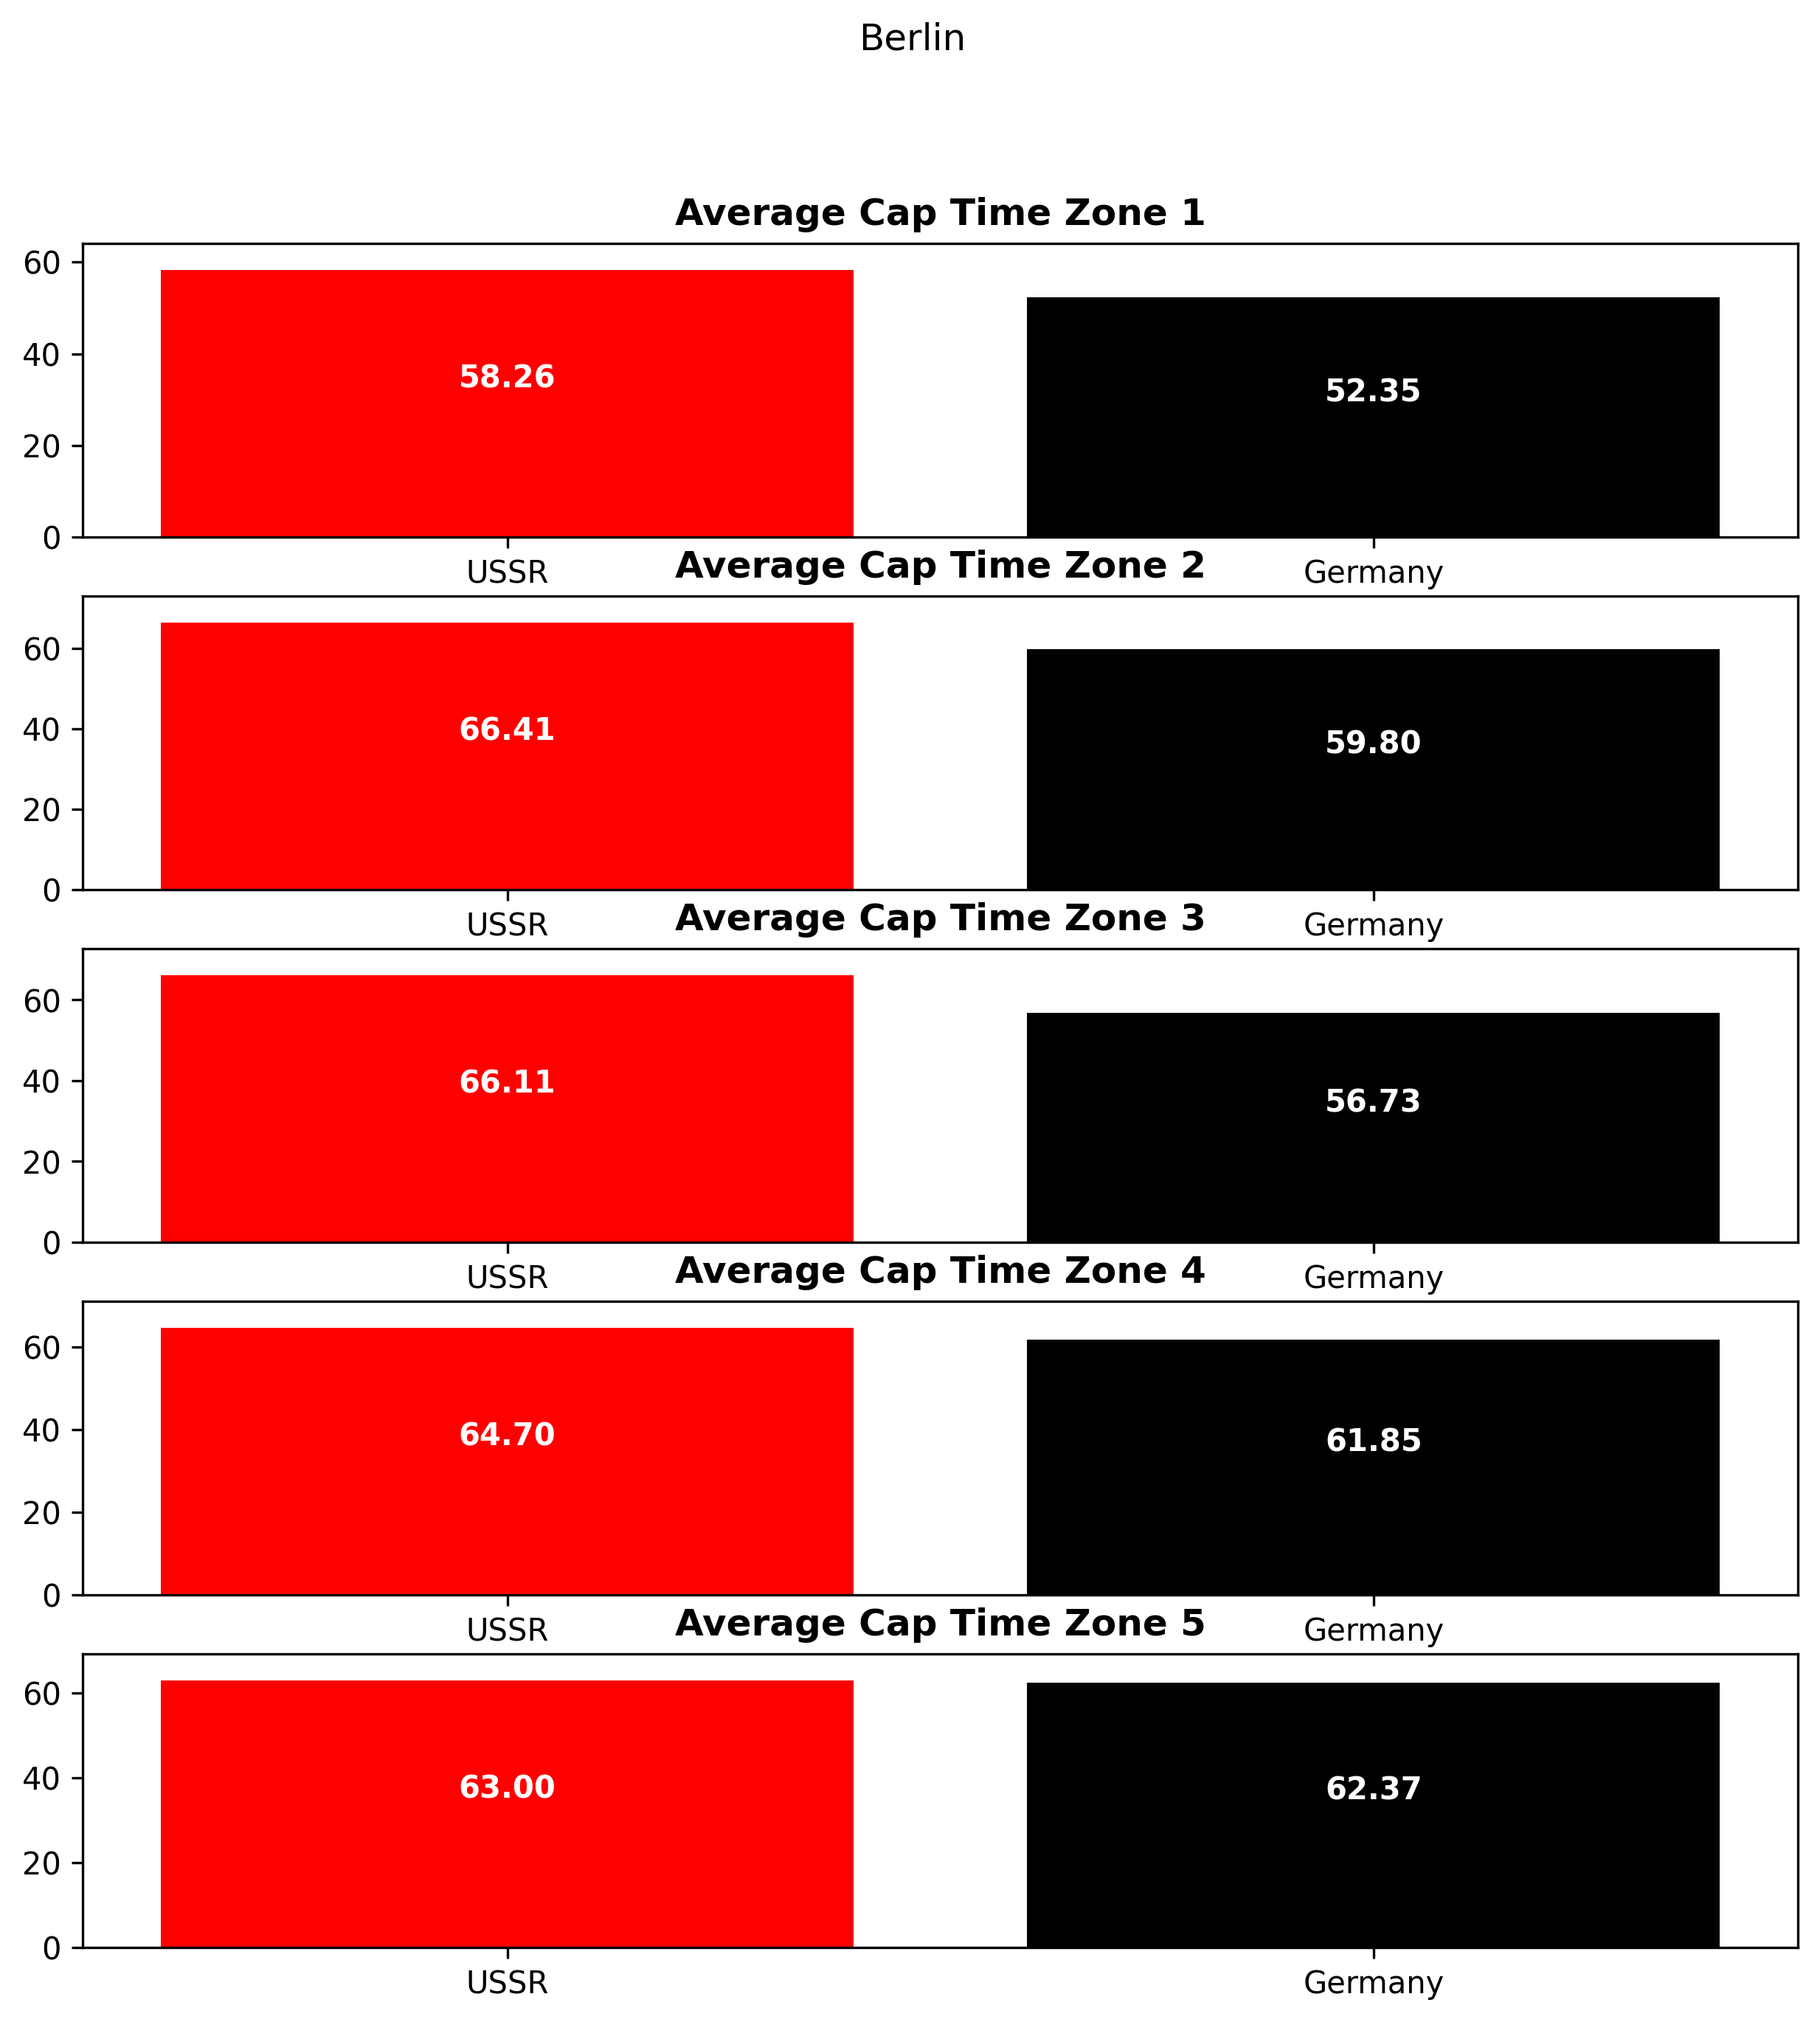 Berlin
Average Cap Time Zone 1
60
40
20
0
58.26
52.35
USSR
Germany
Average Cap Time Zone 2
60
40
20
0
66.41
59.80
USSR
Germany
Average Cap Time Zone 3
60
40
20
0
66.11
56.73
USSR
Germany
Average Cap Time Zone 4
60
40
20
0
64.70
61.85
USSR
Germany
Average Cap Time Zone 5
60
40
20
0
63.00
62.37
USSR
Germany